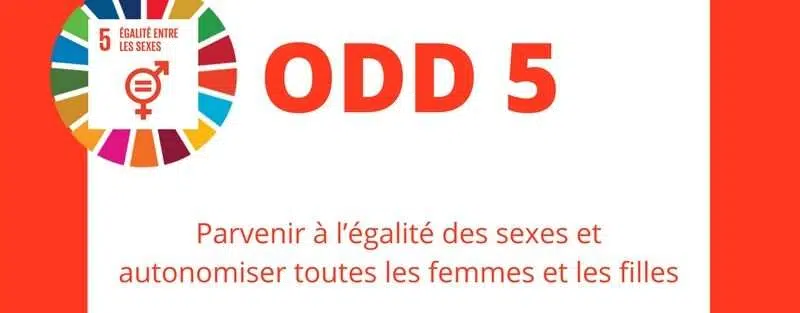 5 ÉGALITÉ ENTRE
LES SEXES
ODD 5
Parvenir à l’égalité des sexes et
autonomiser toutes les femmes et les filles